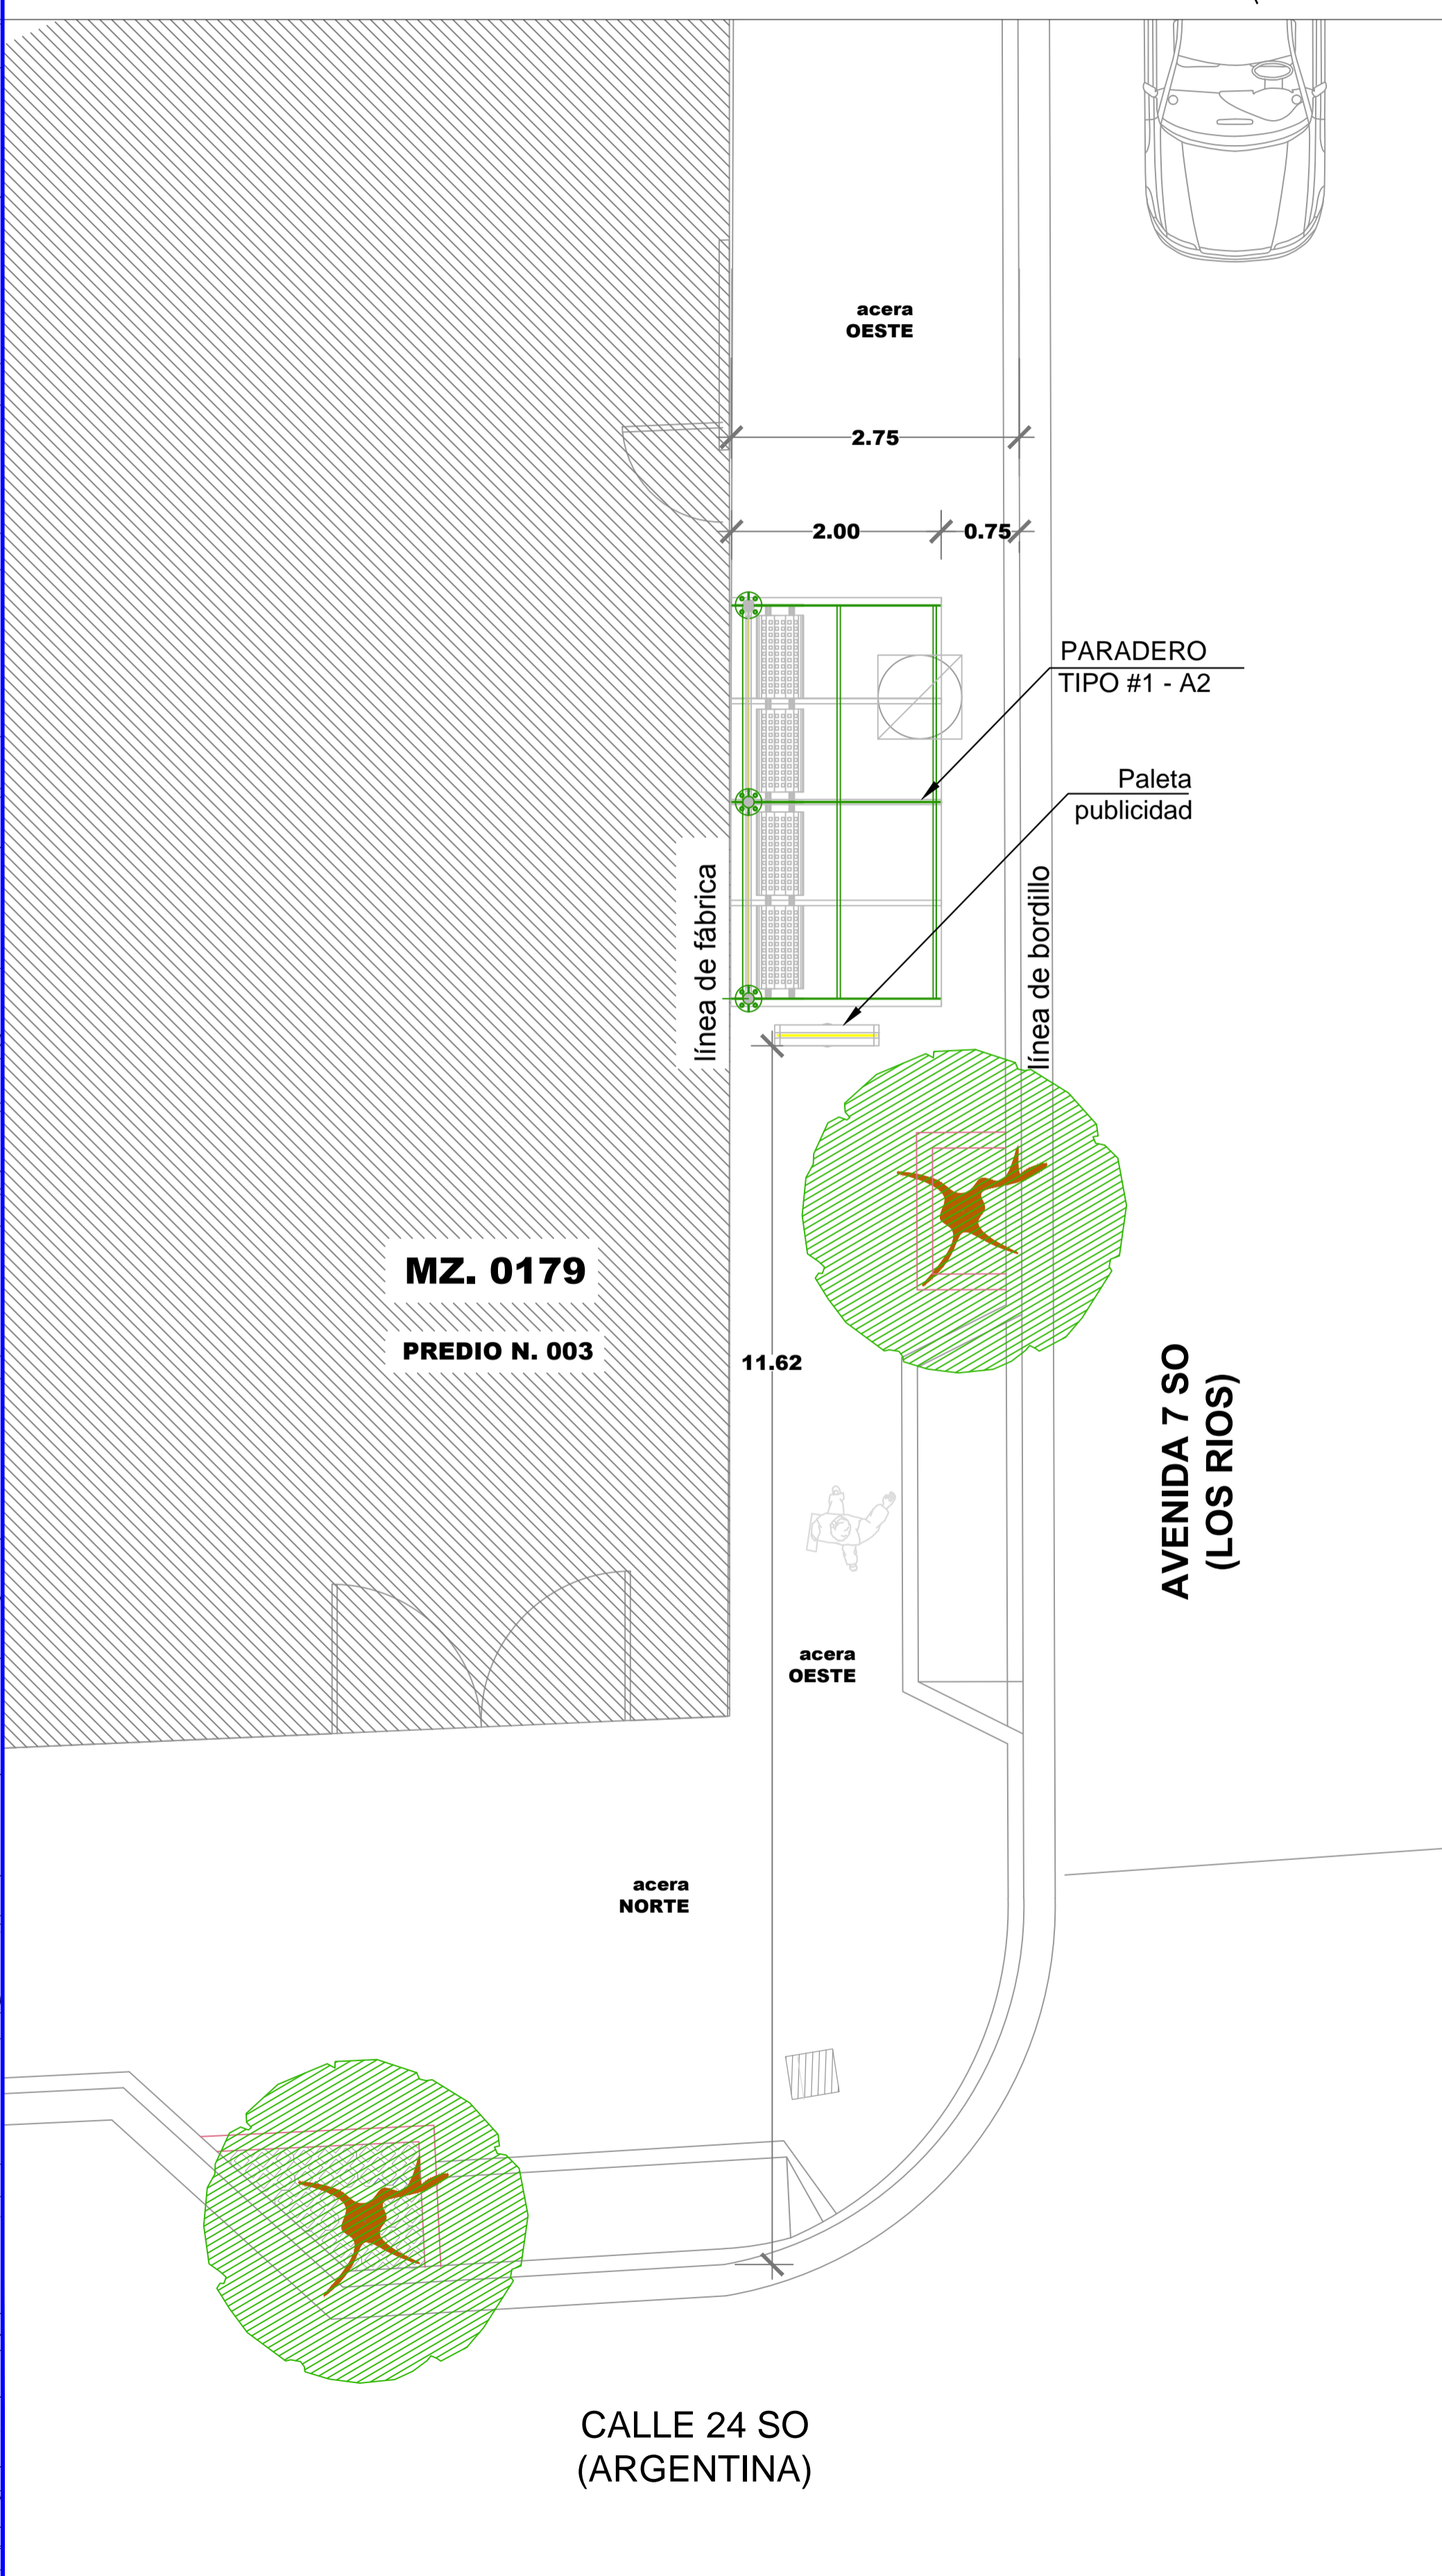 acera
OESTE
2.75
2.00
0.75
PARADERO
TIPO #1 - A2
Paleta
publicidad
línea de fábrica
línea de bordillo
MZ. 0179
PREDIO N. 003
11.62
AVENIDA 7 SO
(LOS RIOS)
acera
OESTE
acera
NORTE
CALLE 24 SO
(ARGENTINA)